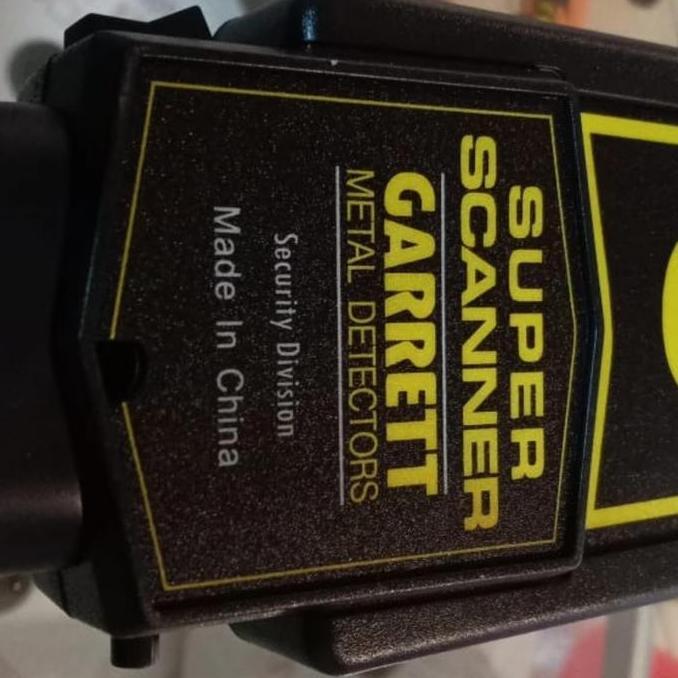 SUPER
SCANNER
GARRETT
METAL DETECTORS
Security Division
Made In China